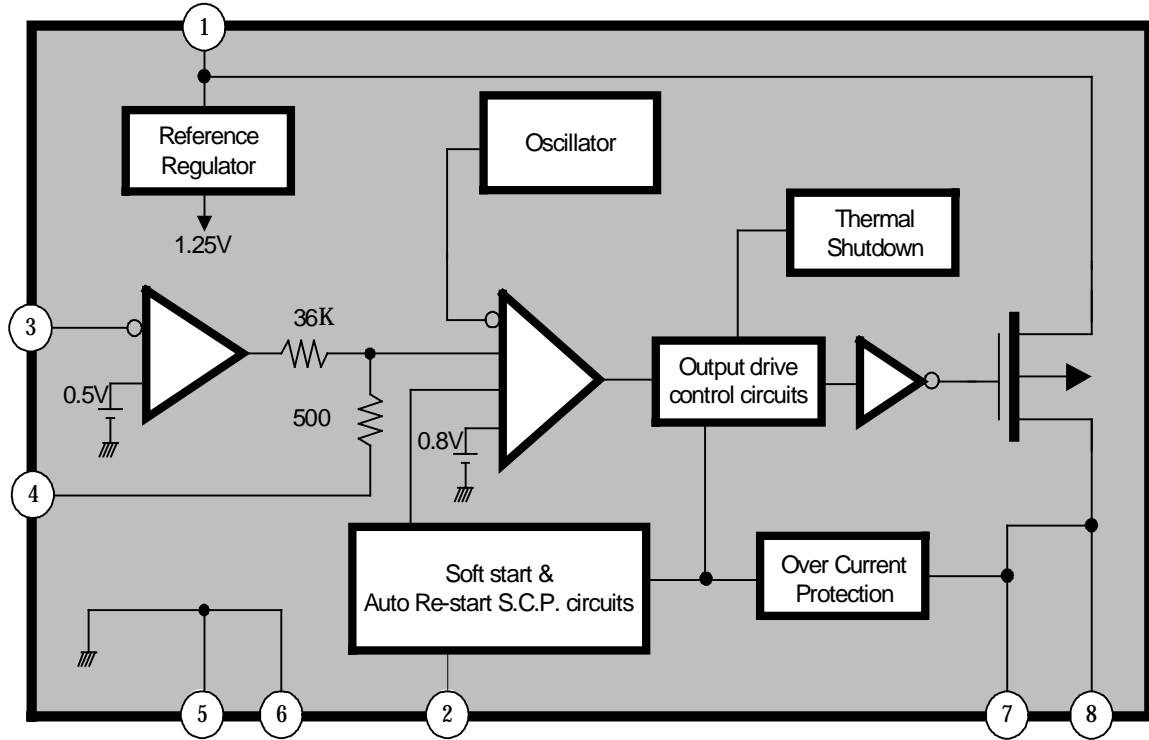 1
Reference
Regulator
Oscillator
1.25V
Thermal
Shutdown
3
36K
0.5V
500
0.8V
Output drive
control circuits
4
Soft start &
Auto Re-start S.C.P. circuits
Over Current
Protection
5
6
2
7
8